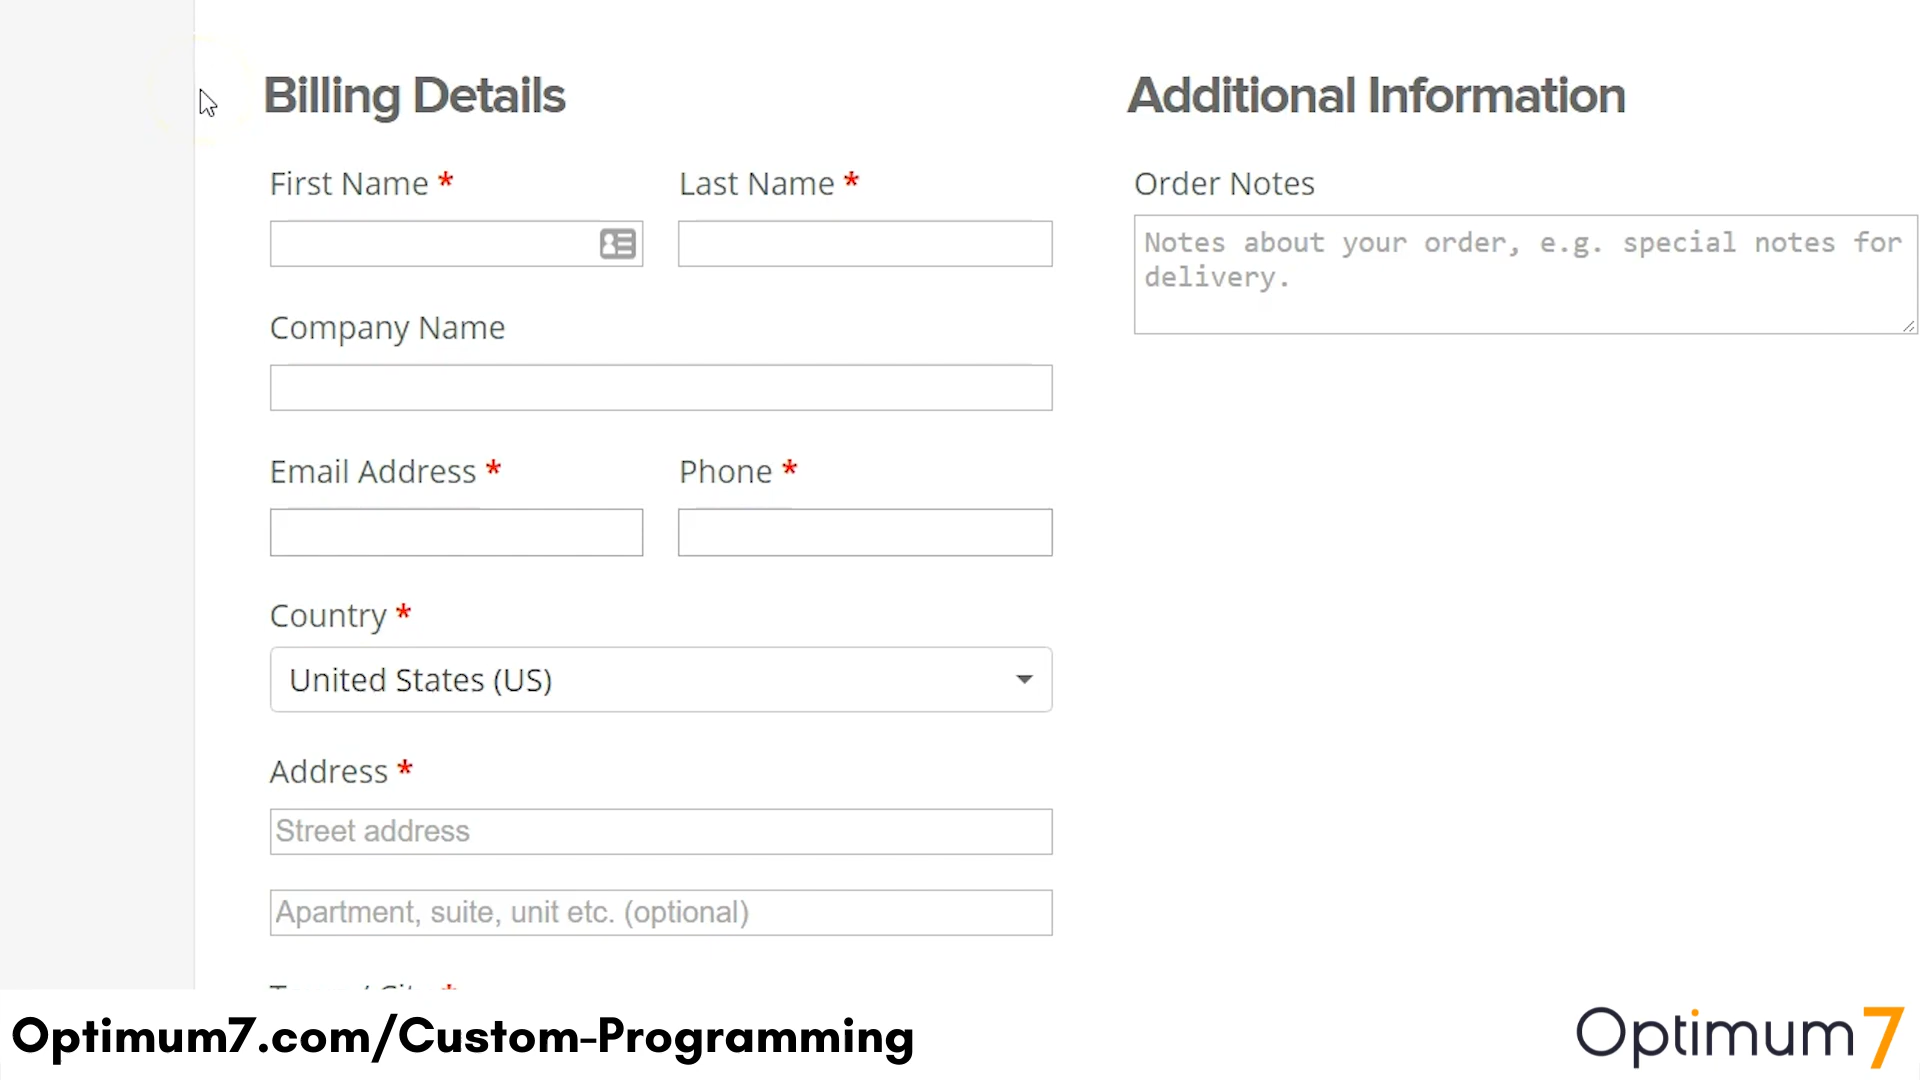 Billing Details
First Name *
Last Name *
Company Name
Email Address *
Phone *
Country *
United States (US)
Address *
Street address
Apartment, suite, unit etc. (optional)
Additional Information
Order Notes
Notes about your order, e.g. special notes for
delivery.
Optimum7.com/Custom-Programming
Optimum7